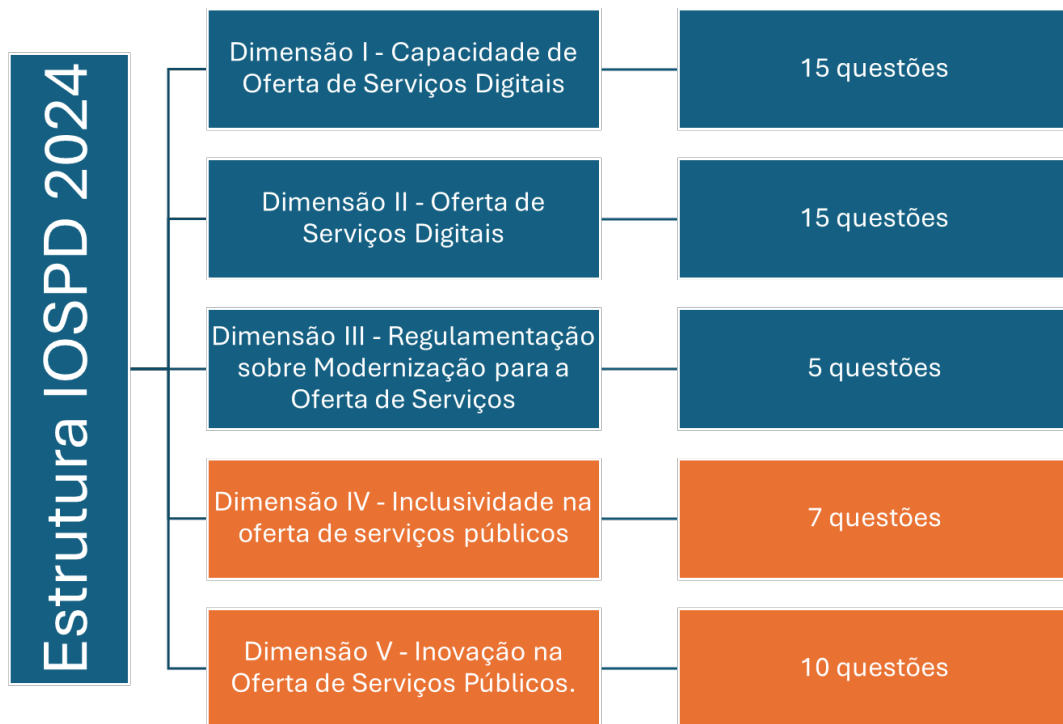 Estrutura IOSPD 2024
Dimensão I - Capacidade de
Oferta de Serviços Digitais
15 questões
Dimensão II - Oferta de
Serviços Digitais
15 questões
Dimensão III - Regulamentação
sobre Modernização para a
Oferta de Serviços
5 questões
Dimensão IV - Inclusividade na
oferta de serviços públicos
7 questões
Dimensão V - Inovação na
Oferta de Serviços Públicos.
10 questões